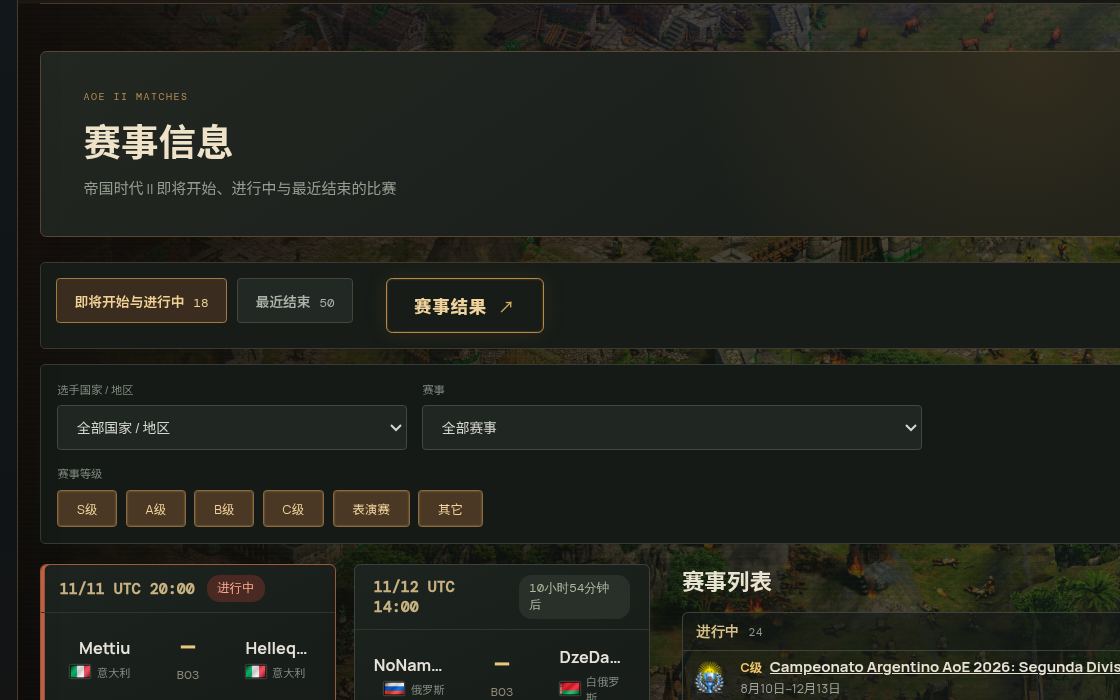 AOE II MATCHES
赛事信息
帝国时代 II 即将开始、进行中与最近结束的比赛
即将开始与进行中 18
最近结束 50
赛事结果 ↗
选手国家 / 地区
赛事
全部国家 / 地区
全部赛事
赛事等级
S级
A级
B级
C级
表演赛
其它
11/11 UTC 20:00
进行中
Mettiu
–
Helleq…
意大利
BO3
意大利
11/12 UTC
14:00
10小时54分钟
后
NoNam…
–
DzeDa…
俄罗斯
BO3
白俄罗
斯
赛事列表
进行中 24
C级 Campeonato Argentino AoE 2026: Segunda Divis
8月10日–12月13日